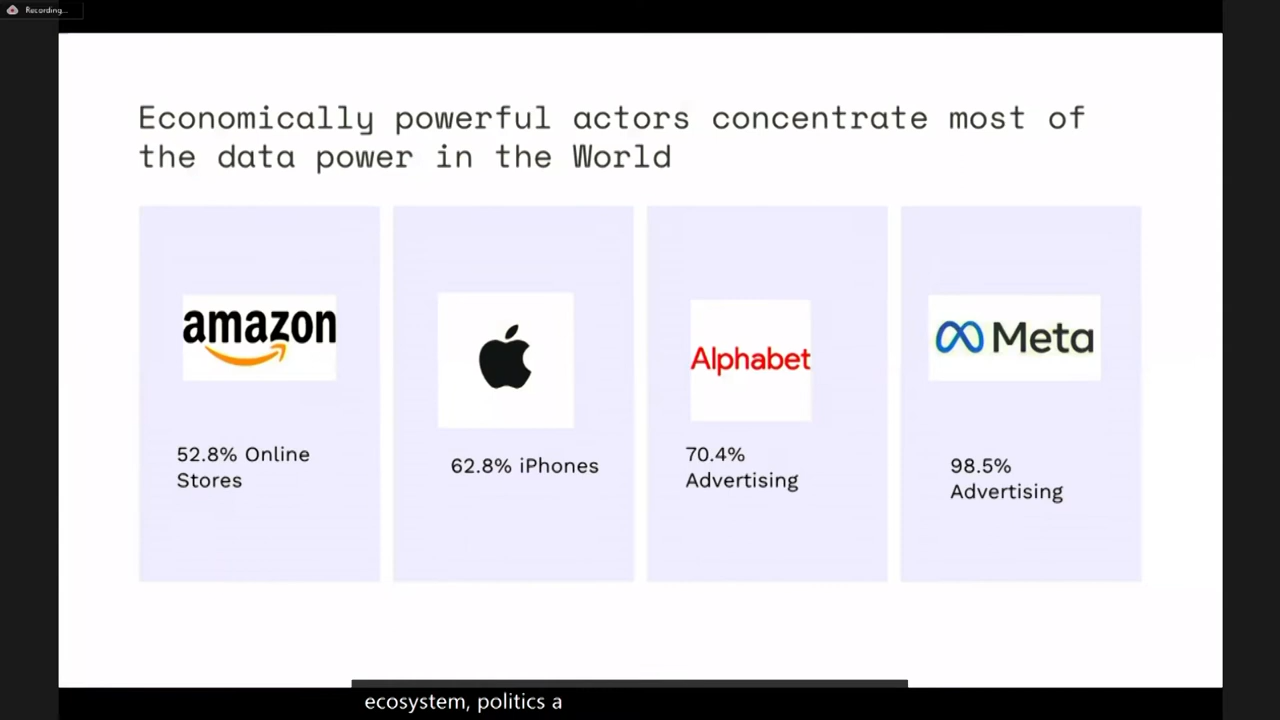 Recording...
Economically powerful actors concentrate most of
the data power in the World
amazon
Alphabet
Meta
52.8% Online
Stores
62.8% iPhones
70.4%
Advertising
98.5%
Advertising
ecosystem, politics a